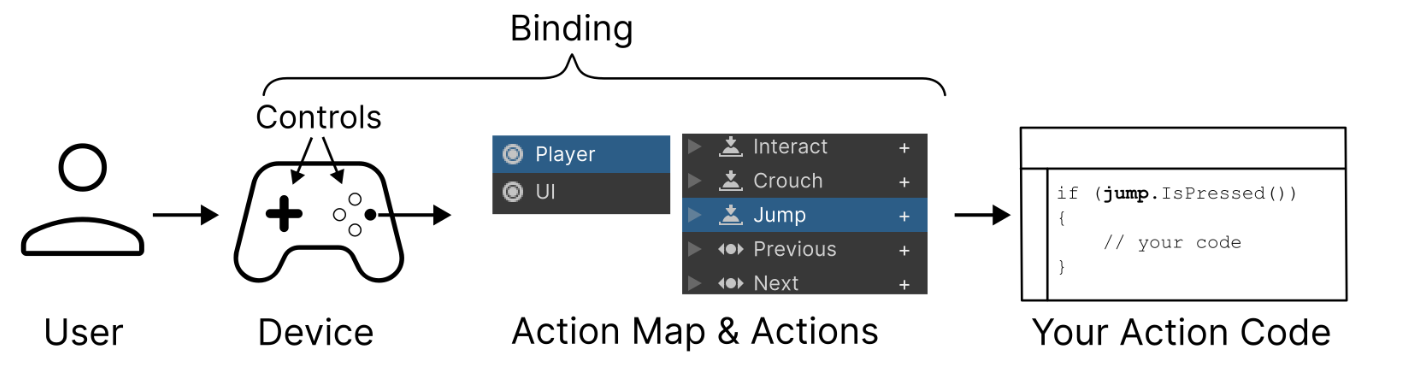 Binding
Controls
Player
UI
Interact +
Crouch +
Jump +
Previous +
Next +
if (jump.IsPressed())
{
// your code
}
User
Device
Action Map & Actions
Your Action Code